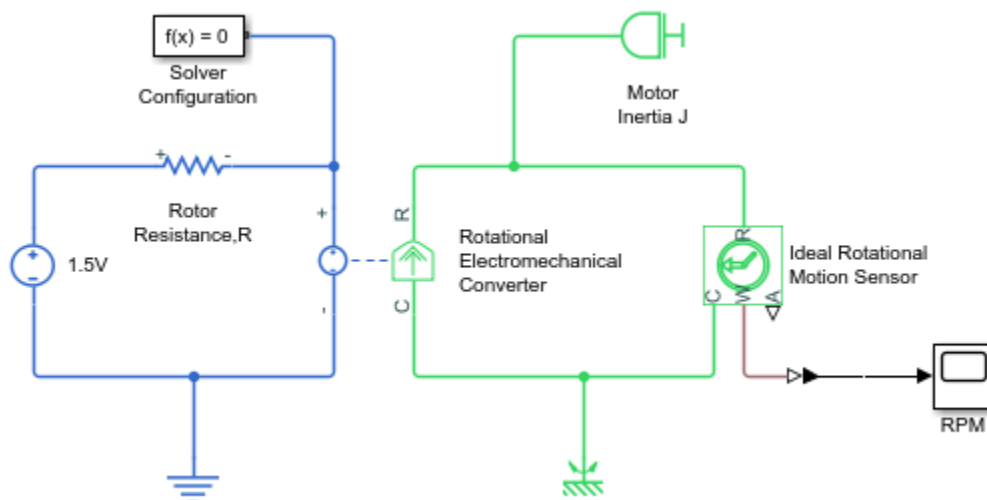 f(x) = 0
Solver
Configuration
Motor
Inertia J
+
-
Rotor
Resistance,R
+
-
1.5V
+
-
+
-
R
C
Rotational
Electromechanical
Converter
R
C
W
A
Ideal Rotational
Motion Sensor
RPM